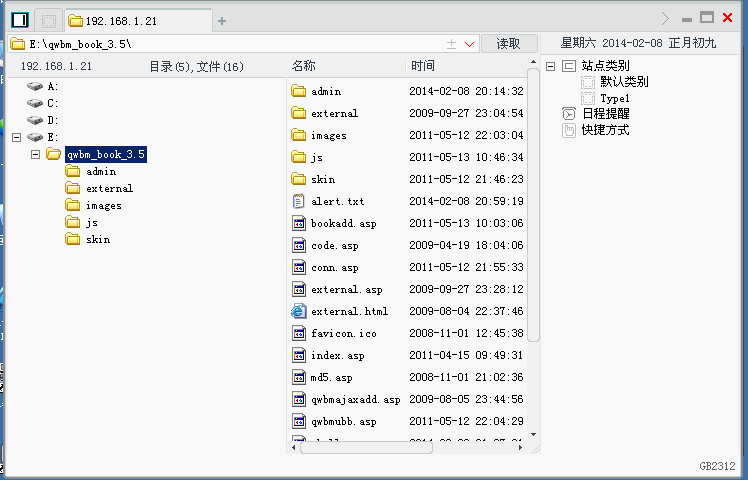 192.168.1.21
E:\qwbm_book_3.5\
读取
星期六 2014-02-08 正月初九
192.168.1.21
目录(5),文件(16)
名称
时间
A:
C:
D:
E:
qwbm_book_3.5
admin
external
images
js
skin
admin 2014-02-08 20:14:32
external 2009-09-27 23:04:54
images 2011-05-12 22:03:04
js 2011-05-13 10:46:34
skin 2011-05-12 21:46:23
alert.txt 2014-02-08 20:59:19
bookadd.asp 2011-05-13 10:03:06
code.asp 2009-04-19 18:04:06
conn.asp 2011-05-12 21:55:33
external.asp 2009-09-27 23:28:12
external.html 2009-08-04 22:37:46
favicon.ico 2008-11-01 12:45:38
index.asp 2011-04-15 09:49:31
md5.asp 2008-11-01 21:02:36
qwbmajaxadd.asp 2009-08-05 23:44:56
qwbmubb.asp 2011-05-12 22:04:29
站点类别
默认类别
Type1
日程提醒
快捷方式
GB2312